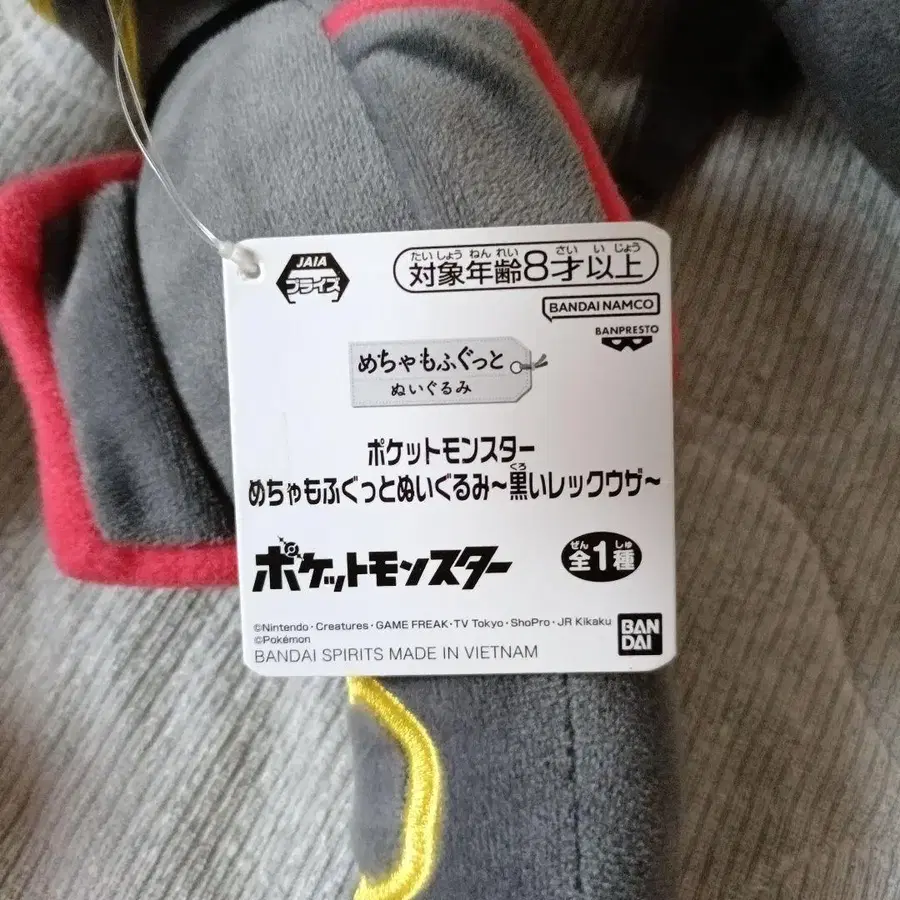 JAIA
プライズ
たいしょうねんれい さい いじょう
対象年齢8才以上
BANDAI NAMCO
BANPRESTO
めちゃもふぐっと
ぬいぐるみ
ポケットモンスター
くろ
めちゃもふぐっとぬいぐるみ～黒いレックウザ～
ポケットモンスター
ぜん しゅ
全1種
©Nintendo・Creatures・GAME FREAK・TV Tokyo・ShoPro・JR Kikaku
©Pokémon
BANDAI SPIRITS MADE IN VIETNAM
BAN
DAI